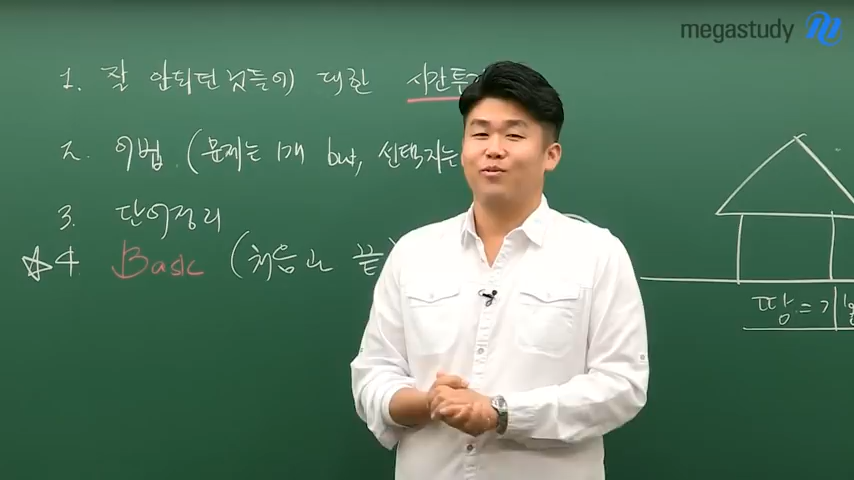 megastudy
1. 잘 안되던 님들이 대한 시간투
2. 어법 (문제는 1개 but, 선택지는
3. 단어정리
☆4. Basic (처음과 끝)
땅=기